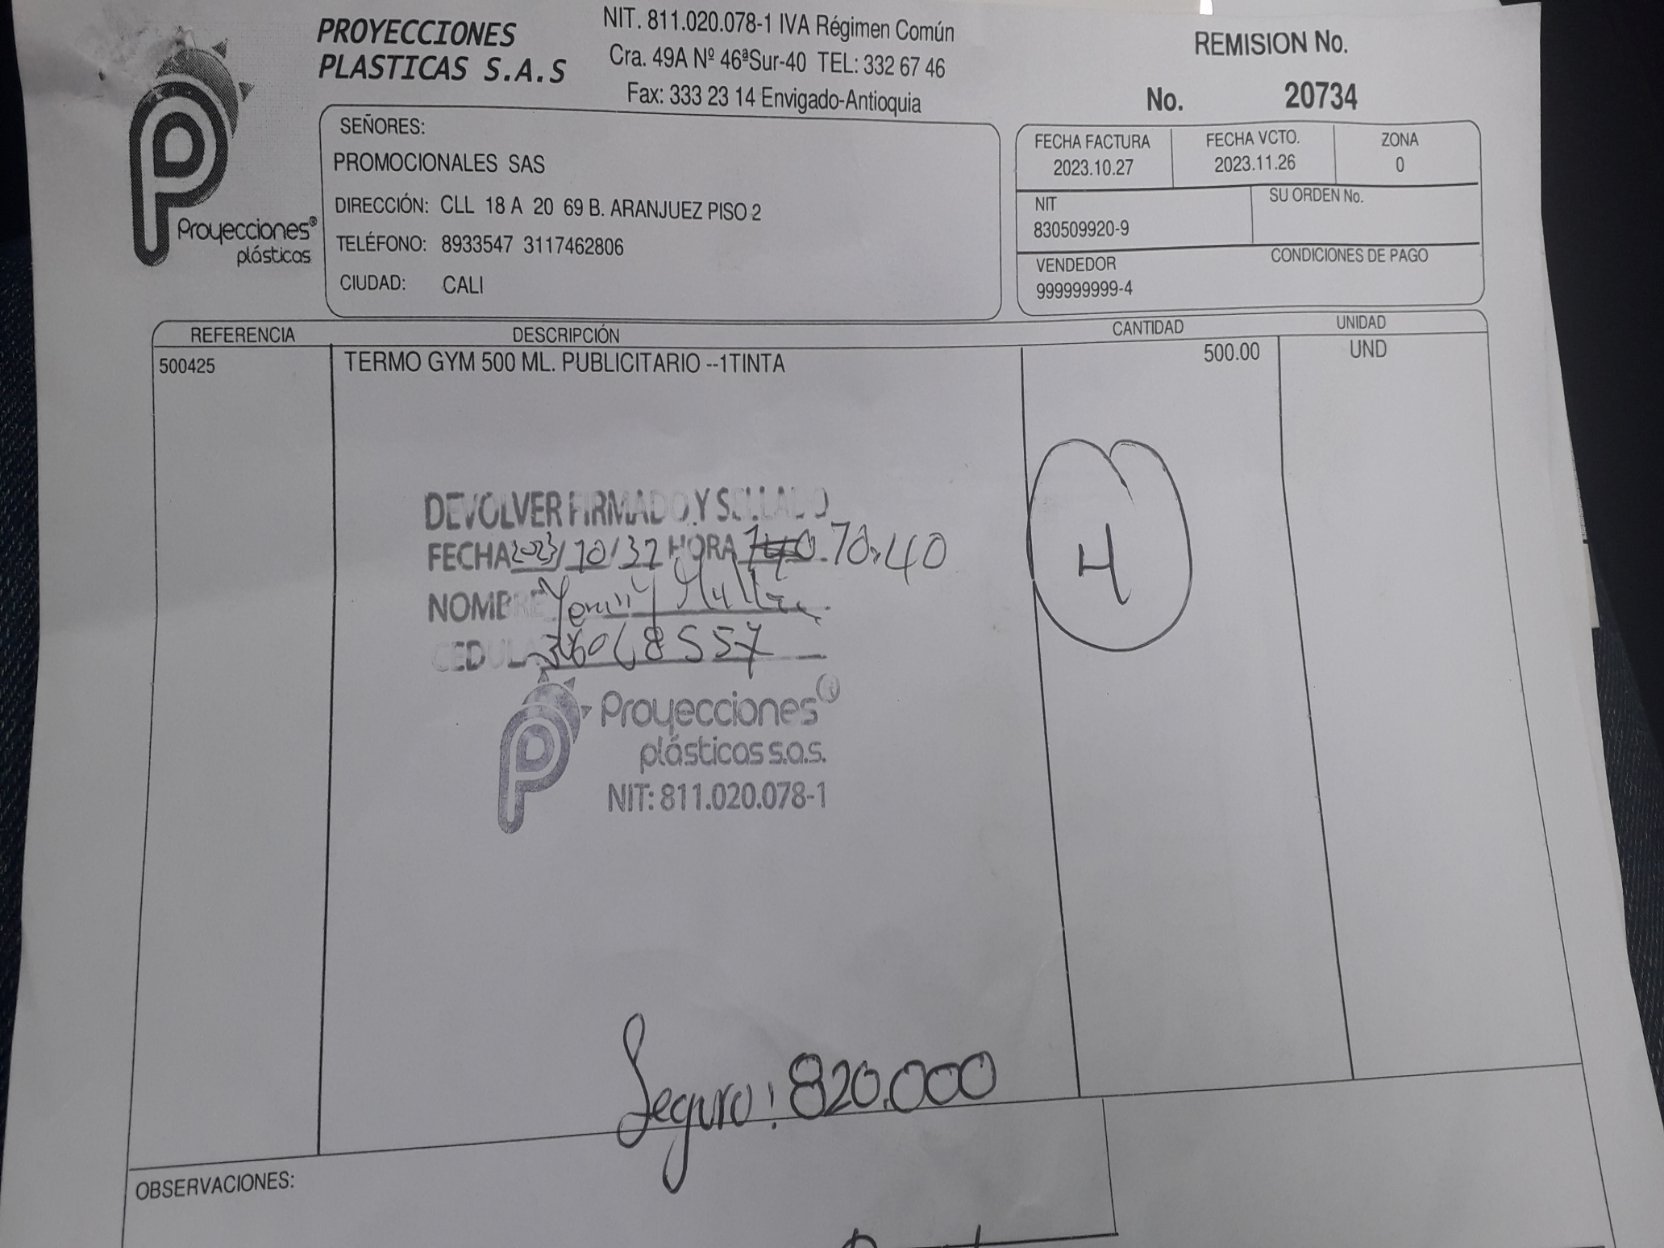 PROYECCIONES
PLASTICAS S.A.S
NIT. 811.020.078-1 IVA Régimen Común
Cra. 49A Nº 46ªSur-40 TEL: 332 67 46
Fax: 333 23 14 Envigado-Antioquia
REMISION No.
No. 20734
Proyecciones®
plásticas
SEÑORES:
PROMOCIONALES SAS
DIRECCIÓN: CLL 18 A 20 69 B. ARANJUEZ PISO 2
TELÉFONO: 8933547 3117462806
CIUDAD: CALI
FECHA FACTURA
2023.10.27
FECHA VCTO.
2023.11.26
ZONA
0
NIT
830509920-9
SU ORDEN No.
VENDEDOR
999999999-4
CONDICIONES DE PAGO
REFERENCIA DESCRIPCIÓN CANTIDAD UNIDAD
500425 TERMO GYM 500 ML. PUBLICITARIO --1TINTA 500.00 UND
4
DEVOLVER FIRMADO Y SELLADO
FECHA 2023/10/31 HORA 10:40
NOMBRE
CEDULA
Proyecciones®
plásticas s.a.s.
NIT: 811.020.078-1
Seguro: 820.000
OBSERVACIONES: